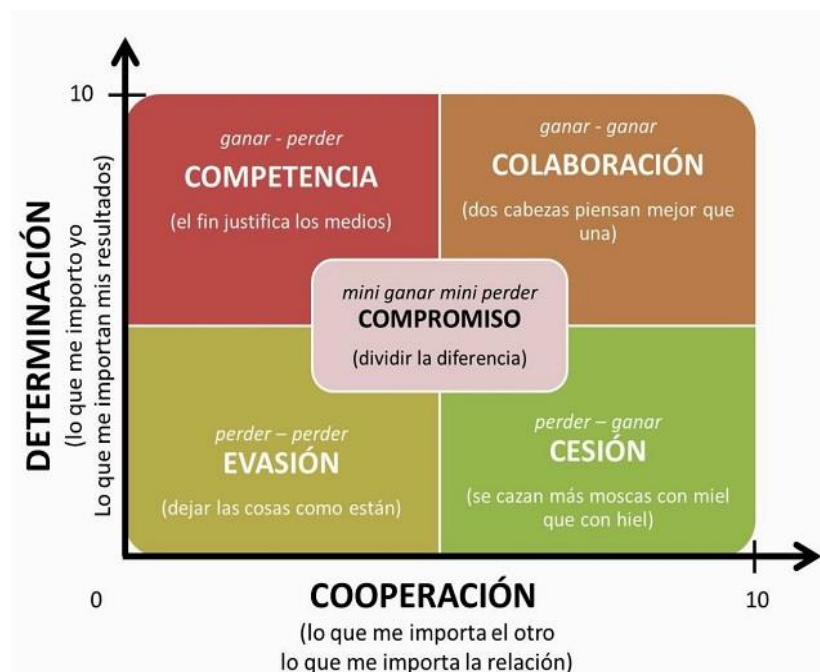 10
DETERMINACIÓN
(lo que me importo yo
Lo que me importan mis resultados)
ganar - perder
COMPETENCIA
(el fin justifica los medios)
ganar - ganar
COLABORACIÓN
(dos cabezas piensan mejor que
una)
mini ganar mini perder
COMPROMISO
(dividir la diferencia)
perder – perder
EVASIÓN
(dejar las cosas como están)
perder – ganar
CESIÓN
(se cazan más moscas con miel
que con hiel)
0
COOPERACIÓN
10
(lo que me importa el otro
lo que me importa la relación)